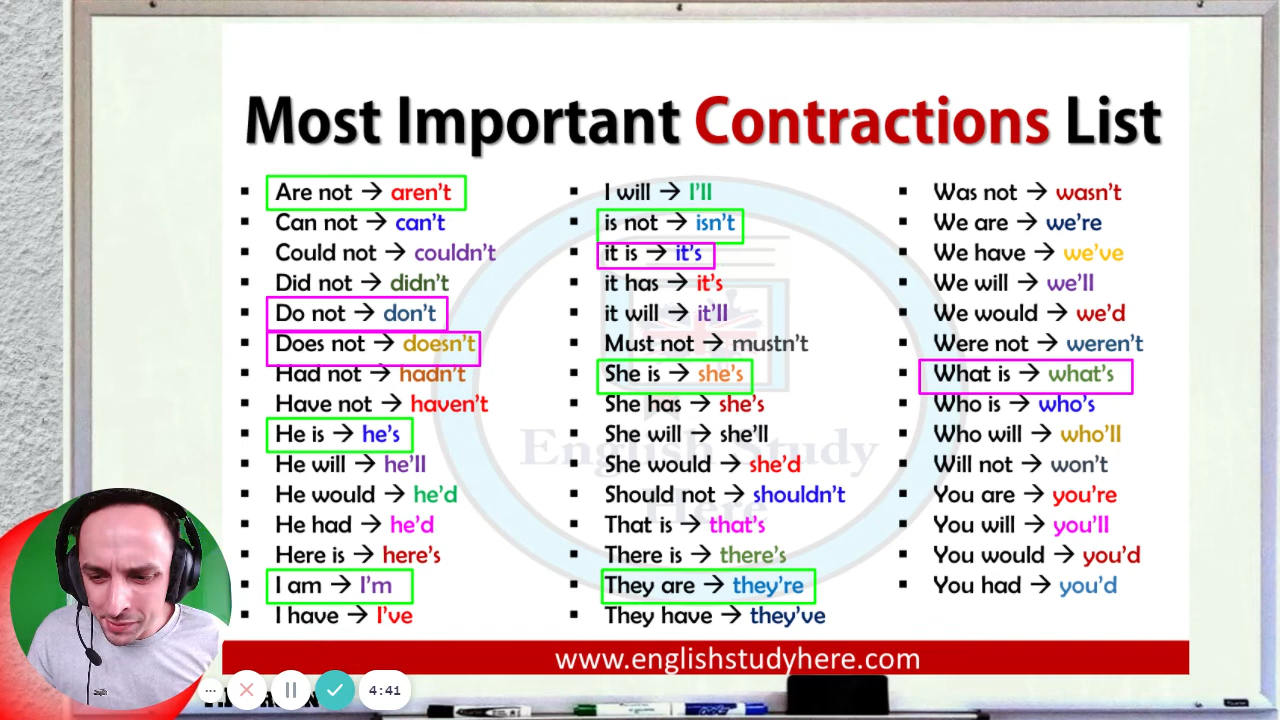 Most Important Contractions List
Are not → aren't
Can not → can't
Could not → couldn't
Did not → didn't
Do not → don't
Does not → doesn't
Had not → hadn't
Have not → haven't
He is → he's
He will → he'll
He would → he'd
He had → he'd
Here is → here's
I am → I'm
I have → I've
I will → I'll
is not → isn't
it is → it's
it has → it's
it will → it'll
Must not → mustn't
She is → she's
She has → she's
She will → she'll
She would → she'd
Should not → shouldn't
That is → that's
There is → there's
They are → they're
They have → they've
Was not → wasn't
We are → we're
We have → we've
We will → we'll
We would → we'd
Were not → weren't
What is → what's
Who is → who's
Who will → who'll
Will not → won't
You are → you're
You will → you'll
You would → you'd
You had → you'd
English Study
Here
www.englishstudyhere.com
4:41